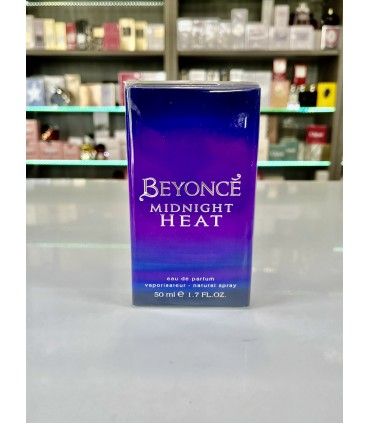 BEYONCÉ
MIDNIGHT
HEAT
eau de parfum
vaporisateur - natural spray
50 ml e 1.7 FL.OZ.